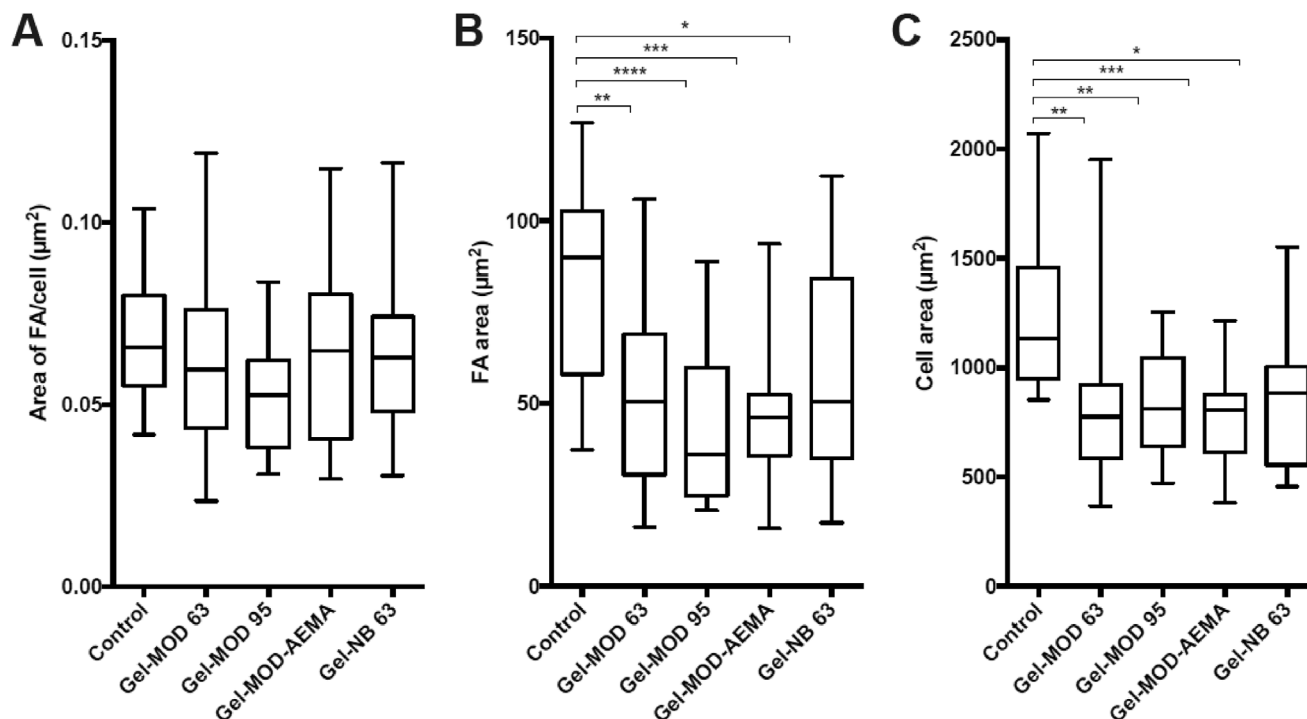 A
Area of FA/cell (µm²)
0.15
0.10
0.05
0.00
Control
Gel-MOD 63
Gel-MOD 95
Gel-MOD-AEMA
Gel-NB 63
B
FA area (µm²)
150
100
50
0
*
***
****
**
Control
Gel-MOD 63
Gel-MOD 95
Gel-MOD-AEMA
Gel-NB 63
C
Cell area (µm²)
2500
2000
1500
1000
500
0
*
***
**
**
Control
Gel-MOD 63
Gel-MOD 95
Gel-MOD-AEMA
Gel-NB 63